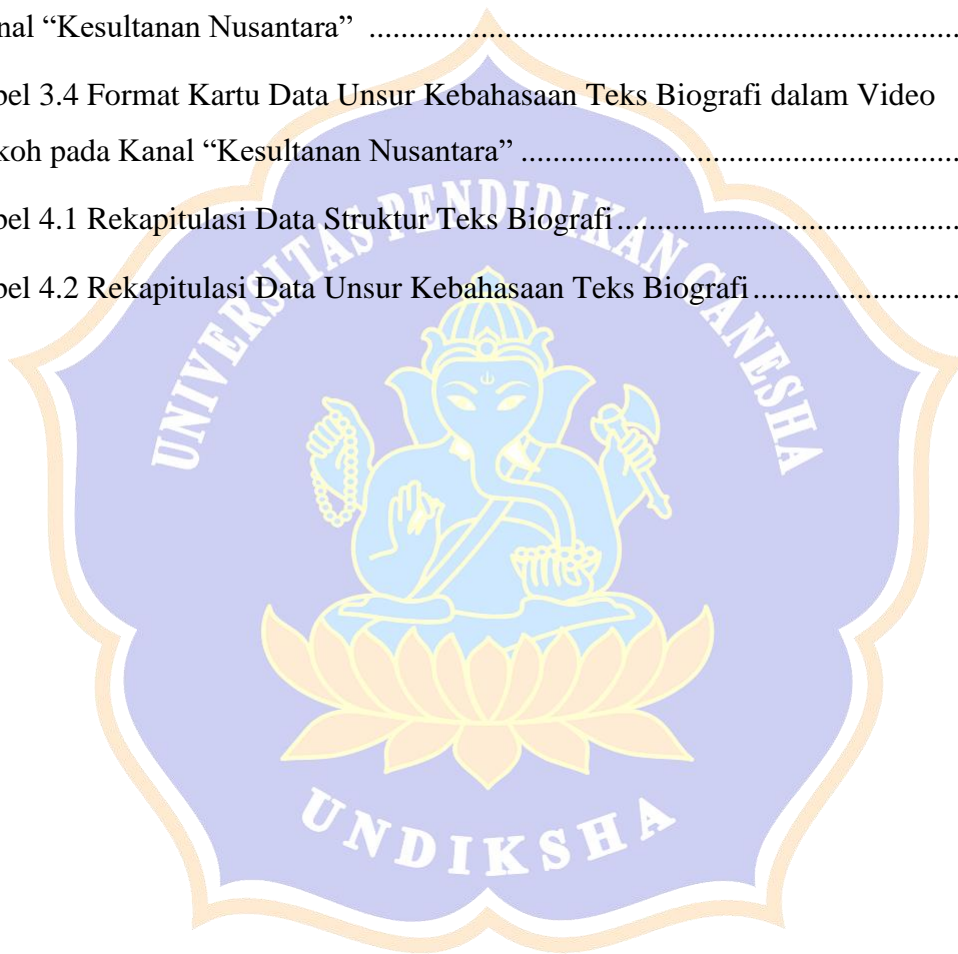 nal “Kesultanan Nusantara” ........................................................................
bel 3.4 Format Kartu Data Unsur Kebahasaan Teks Biografi dalam Video
koh pada Kanal “Kesultanan Nusantara” .....................................................
bel 4.1 Rekapitulasi Data Struktur Teks Biografi..........................................
bel 4.2 Rekapitulasi Data Unsur Kebahasaan Teks Biografi.........................
UNIVERSITAS PENDIDIKAN GANESHA
UNDIKSHA